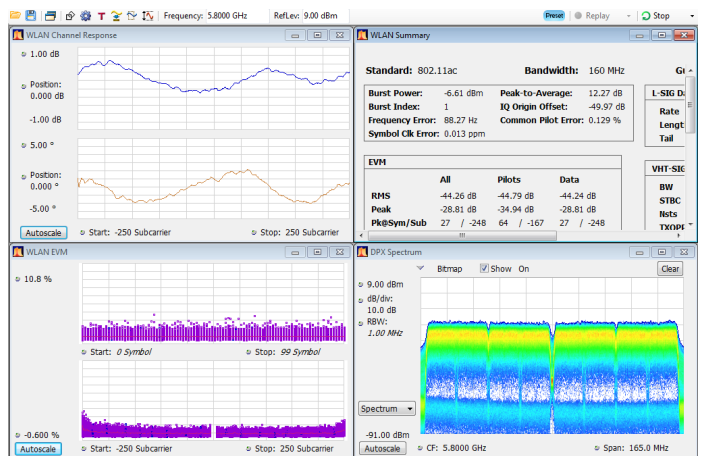 Frequency: 5.8000 GHz RefLev: 9.00 dBm Preset Replay Stop
WLAN Channel Response
1.00 dB
Position:
0.000 dB
-1.00 dB
5.00 °
Position:
0.000 °
-5.00 °
Autoscale Start: -250 Subcarrier Stop: 250 Subcarrier
WLAN Summary
Standard: 802.11ac Bandwidth: 160 MHz
Burst Power: -6.61 dBm Peak-to-Average: 12.27 dB
Burst Index: 1 IQ Origin Offset: -49.97 dB
Frequency Error: 88.27 Hz Common Pilot Error: 0.129 %
Symbol Clk Error: 0.013 ppm
L-SIG
Rate
Lengt
Tail
EVM
All Pilots Data
RMS -44.26 dB -44.79 dB -44.24 dB
Peak -28.81 dB -34.94 dB -28.81 dB
Pk@Sym/Sub 27 / -248 64 / -167 27 / -248
VHT-SIG
BW
STBC
Nsts
TXOPP
WLAN EVM
10.8 %
Start: 0 Symbol Stop: 99 Symbol
-0.600 %
Autoscale Start: -250 Subcarrier Stop: 250 Subcarrier
DPX Spectrum
Bitmap Show On Clear
9.00 dBm
dB/div:
10.0 dB
RBW:
1.00 MHz
Spectrum
-91.00 dBm
Autoscale CF: 5.8000 GHz Span: 165.0 MHz